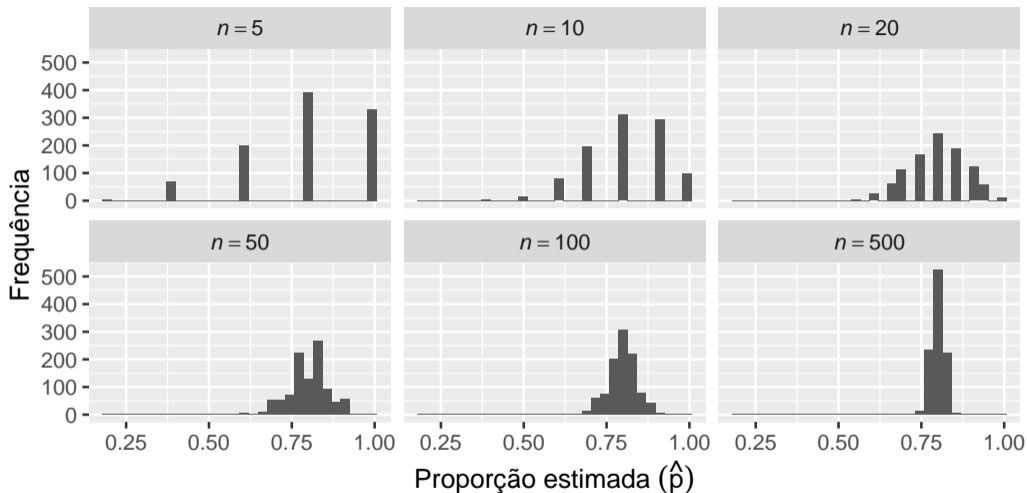 n = 5
n = 10
n = 20
500
400
300
200
100
0
n = 50
n = 100
n = 500
500
400
300
200
100
0
0.25 0.50 0.75 1.00
0.25 0.50 0.75 1.00
0.25 0.50 0.75 1.00
Frequência
Proporção estimada (p̂)